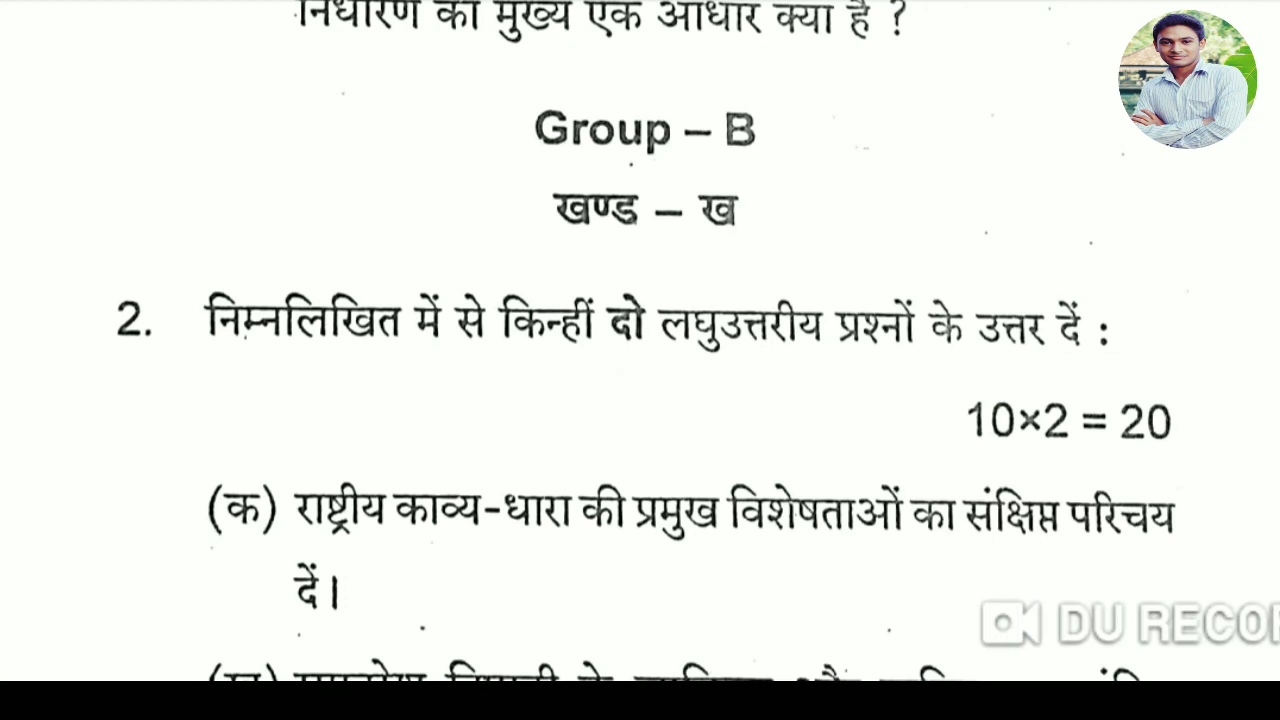 निर्धारण का मुख्य एक आधार क्या है ?
Group – B
खण्ड – ख
2. निम्नलिखित में से किन्हीं दो लघुउत्तरीय प्रश्नों के उत्तर दें :
10×2 = 20
(क) राष्ट्रीय काव्य-धारा की प्रमुख विशेषताओं का संक्षिप्त परिचय
दें।
DU RECOR